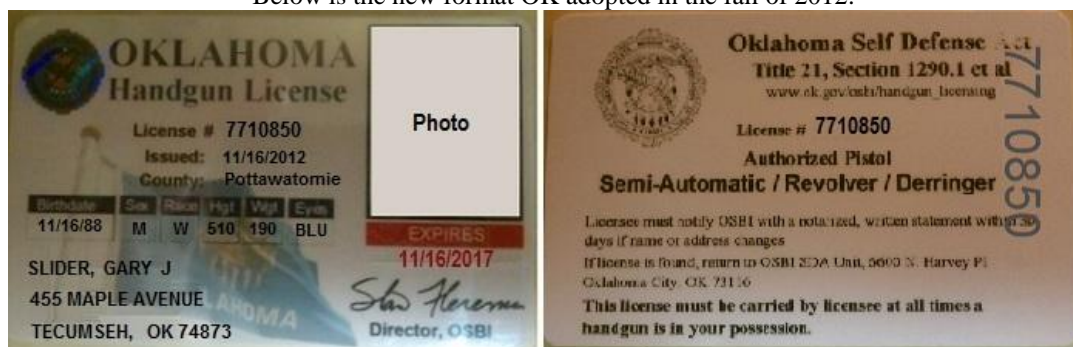 Below is the new format OK adopted in the fall of 2012.
OKLAHOMA
Handgun License
License # 7710850
Issued: 11/16/2012
County: Pottawatomie
Birthdate Sex Race Hgt Wgt Eyes
11/16/88 M W 510 190 BLU
SLIDER, GARY J
455 MAPLE AVENUE
TECUMSEH, OK 74873
Photo
EXPIRES
11/16/2017
Director, OSBI
Oklahoma Self Defense Act
Title 21, Section 1290.1 et al
www.ok.gov/osbi/handgun_licensing
License # 7710850
Authorized Pistol
Semi-Automatic / Revolver / Derringer
Licensee must notify OSBI with a notarized, written statement within 30
days if name or address changes
If license is found, return to OSBI SDA Unit, 6600 N. Harvey Pl
Oklahoma City, OK 73116
This license must be carried by licensee at all times a
handgun is in your possession.
7710850